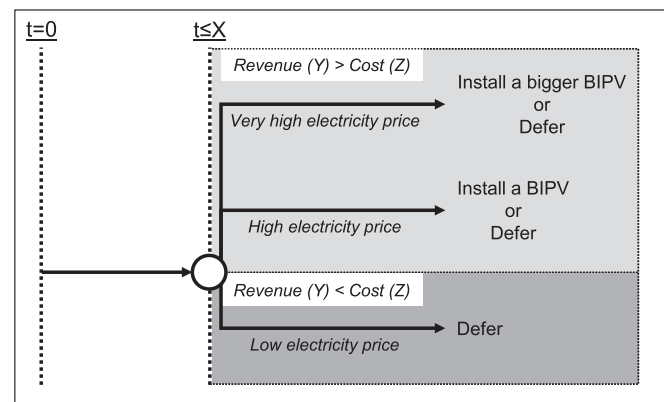 t=0
t≤X
Revenue (Y) > Cost (Z)
Very high electricity price
Install a bigger BIPV
or
Defer
High electricity price
Install a BIPV
or
Defer
Revenue (Y) < Cost (Z)
Low electricity price
Defer